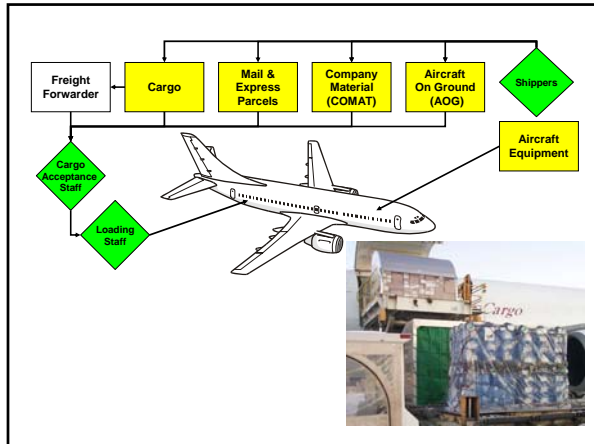 Freight
Forwarder
Cargo
Mail &
Express
Parcels
Company
Material
(COMAT)
Aircraft
On Ground
(AOG)
Shippers
Aircraft
Equipment
Cargo
Acceptance
Staff
Loading
Staff
Cargo